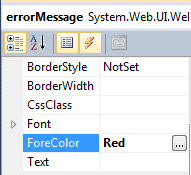 errorMessage System.Web.UI.Wel
BorderStyle NotSet
BorderWidth
CssClass
Font
ForeColor Red ...
Text